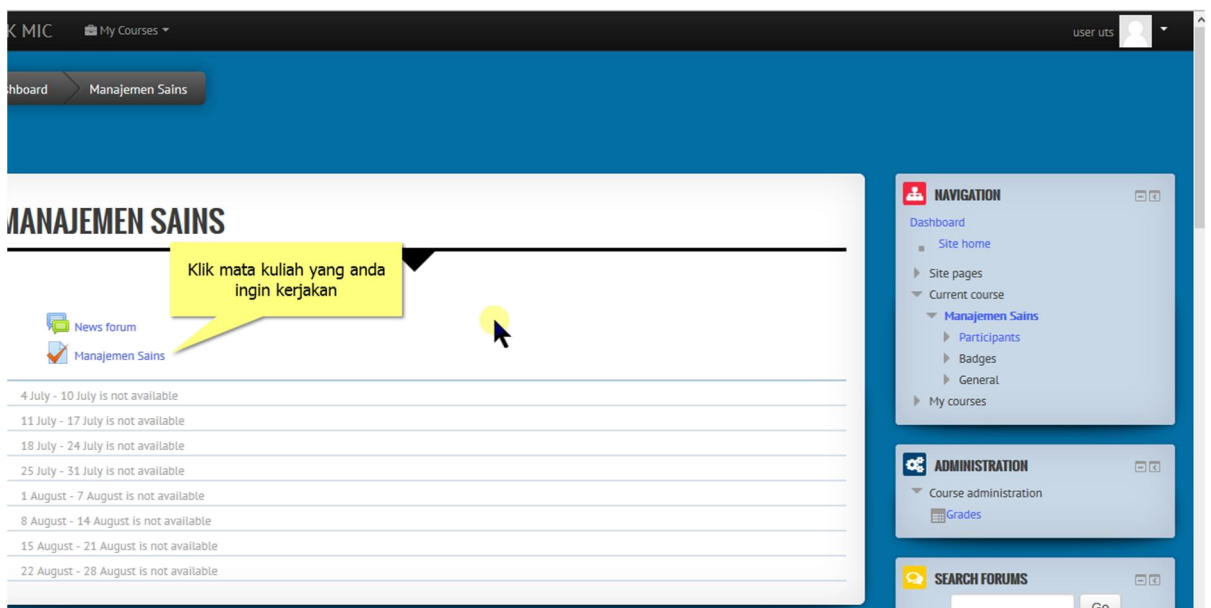 K MIC
My Courses
user uts
shboard
Manajemen Sains
MANAJEMEN SAINS
Klik mata kuliah yang anda
ingin kerjakan
News forum
Manajemen Sains
4 July - 10 July is not available
11 July - 17 July is not available
18 July - 24 July is not available
25 July - 31 July is not available
1 August - 7 August is not available
8 August - 14 August is not available
15 August - 21 August is not available
22 August - 28 August is not available
NAVIGATION
Dashboard
Site home
Site pages
Current course
Manajemen Sains
Participants
Badges
General
My courses
ADMINISTRATION
Course administration
Grades
SEARCH FORUMS
Go